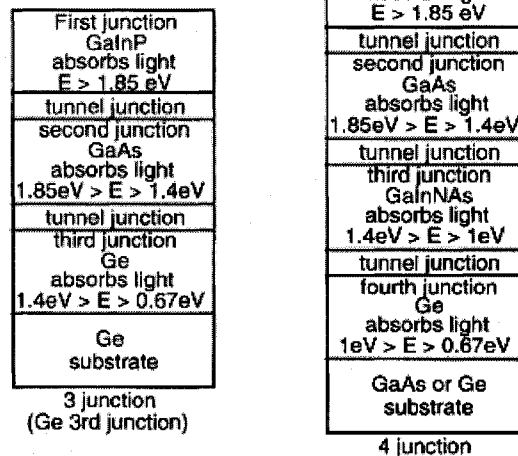 First junction
GaInP
absorbs light
E > 1.85 eV
tunnel junction
second junction
GaAs
absorbs light
1.85eV > E > 1.4eV
tunnel junction
third junction
Ge
absorbs light
1.4eV > E > 0.67eV
Ge
substrate
3 junction
(Ge 3rd junction)
E > 1.85 eV
tunnel junction
second junction
GaAs
absorbs light
1.85eV > E > 1.4eV
tunnel junction
third junction
GaInNAs
absorbs light
1.4eV > E > 1eV
tunnel junction
fourth junction
Ge
absorbs light
1eV > E > 0.67eV
GaAs or Ge
substrate
4 junction